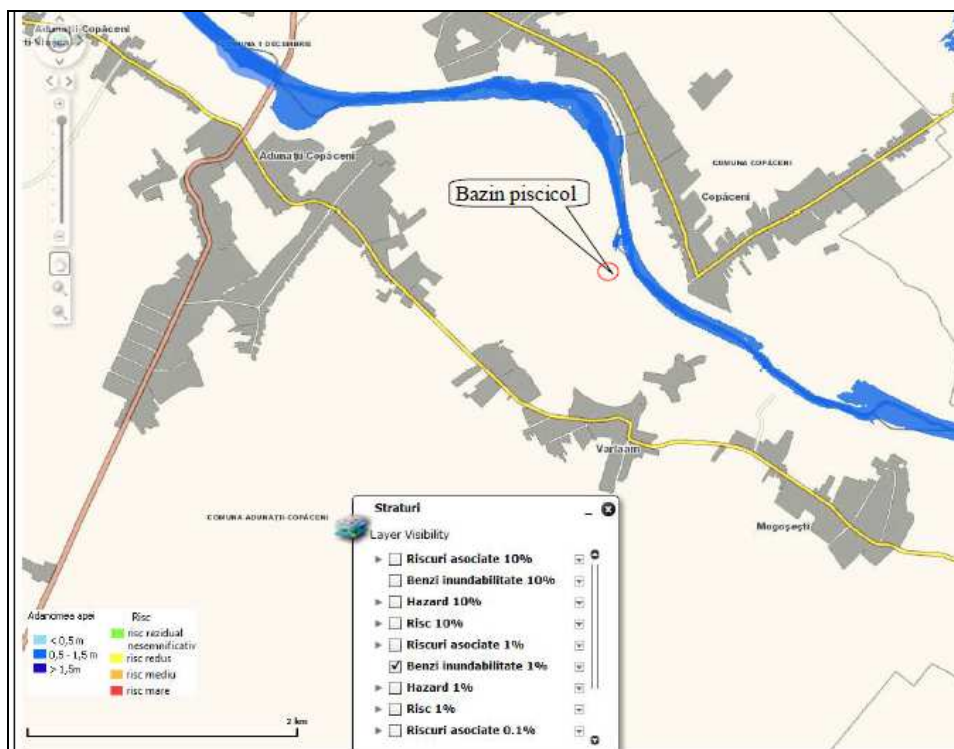 Adunații Copăceni
COMUNA 1 DECEMBRIE
Adunații Copăceni
COMUNA COPĂCENI
Copăceni
Bazin piscicol
Varlaam
Mogoșești
COMUNA ADUNAȚII-COPĂCENI
Straturi
Layer Visibility
Riscuri asociate 10%
Benzi inundabilitate 10%
Hazard 10%
Risc 10%
Riscuri asociate 1%
Benzi inundabilitate 1%
Hazard 1%
Risc 1%
Riscuri asociate 0.1%
Adancimea apei
< 0,5 m
0,5 - 1,5 m
> 1,5m
Risc
risc rezidual
nesemnificativ
risc redus
risc mediu
risc mare
2 km